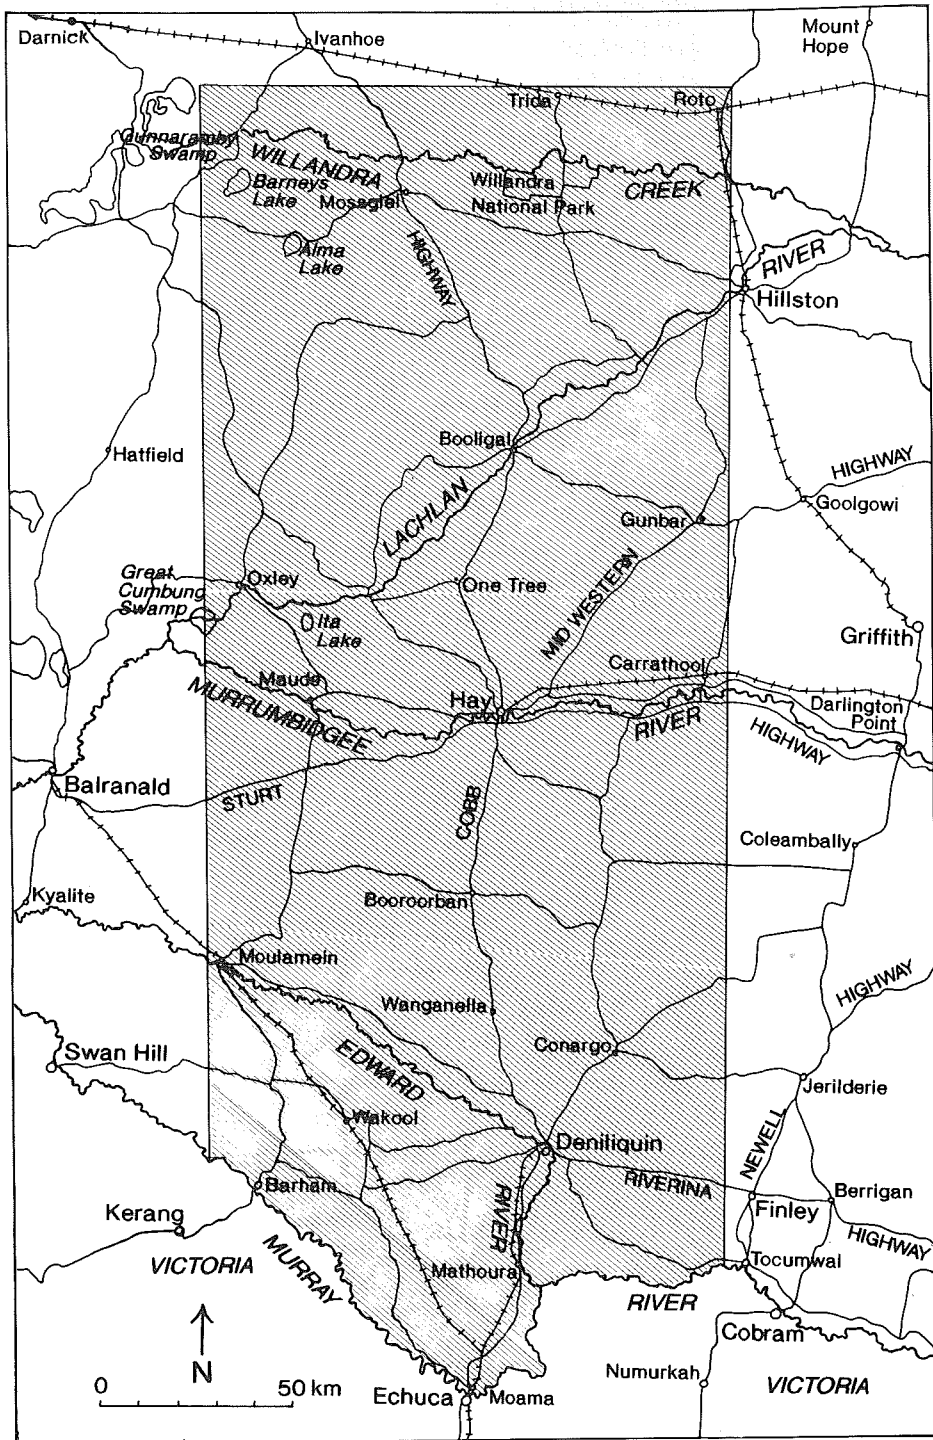 Darnick
Ivanhoe
Mount
Hope
Trida
Roto
Gunnaramby
Swamp
WILLANDRA
Barneys
Lake
Mossgiel
Willandra
National Park
CREEK
Alma
Lake
HIGHWAY
RIVER
Hillston
Booligal
Hatfield
LACHLAN
HIGHWAY
Goolgowi
Gunbar
Great
Cumbung
Swamp
Oxley
One Tree
MID WESTERN
Ita
Lake
Griffith
Maude
Carrathool
MURRUMBIDGEE
Hay
RIVER
Darlington
Point
HIGHWAY
Balranald
STURT
COBB
Coleambally
Kyalite
Booroorban
Moulamein
Wanganella
HIGHWAY
Swan Hill
EDWARD
Conargo
Jerilderie
Wakool
Deniliquin
NEWELL
Barham
RIVERINA
Berrigan
Kerang
RIVER
Finley
HIGHWAY
VICTORIA
MURRAY
Mathoura
Tocumwal
RIVER
N
Cobram
0 50 km
Echuca
Moama
Numurkah
VICTORIA